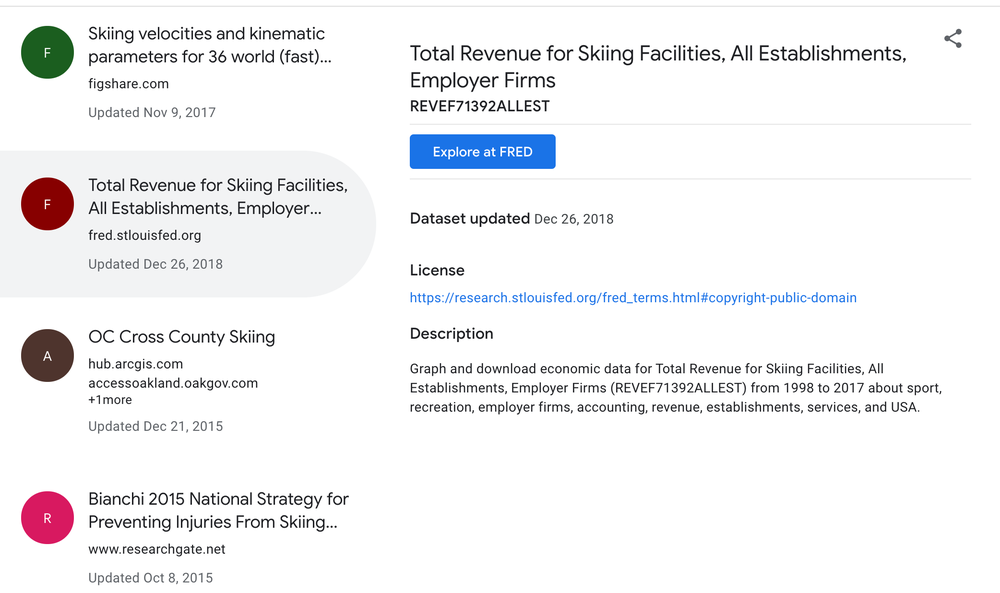 F
Skiing velocities and kinematic
parameters for 36 world (fast)...
figshare.com
Updated Nov 9, 2017
F
Total Revenue for Skiing Facilities,
All Establishments, Employer...
fred.stlouisfed.org
Updated Dec 26, 2018
A
OC Cross County Skiing
hub.arcgis.com
accessoakland.oakgov.com
+1more
Updated Dec 21, 2015
R
Bianchi 2015 National Strategy for
Preventing Injuries From Skiing...
www.researchgate.net
Updated Oct 8, 2015
Total Revenue for Skiing Facilities, All Establishments,
Employer Firms
REVEF71392ALLEST
Explore at FRED
Dataset updated Dec 26, 2018
License
https://research.stlouisfed.org/fred_terms.html#copyright-public-domain
Description
Graph and download economic data for Total Revenue for Skiing Facilities, All
Establishments, Employer Firms (REVEF71392ALLEST) from 1998 to 2017 about sport,
recreation, employer firms, accounting, revenue, establishments, services, and USA.